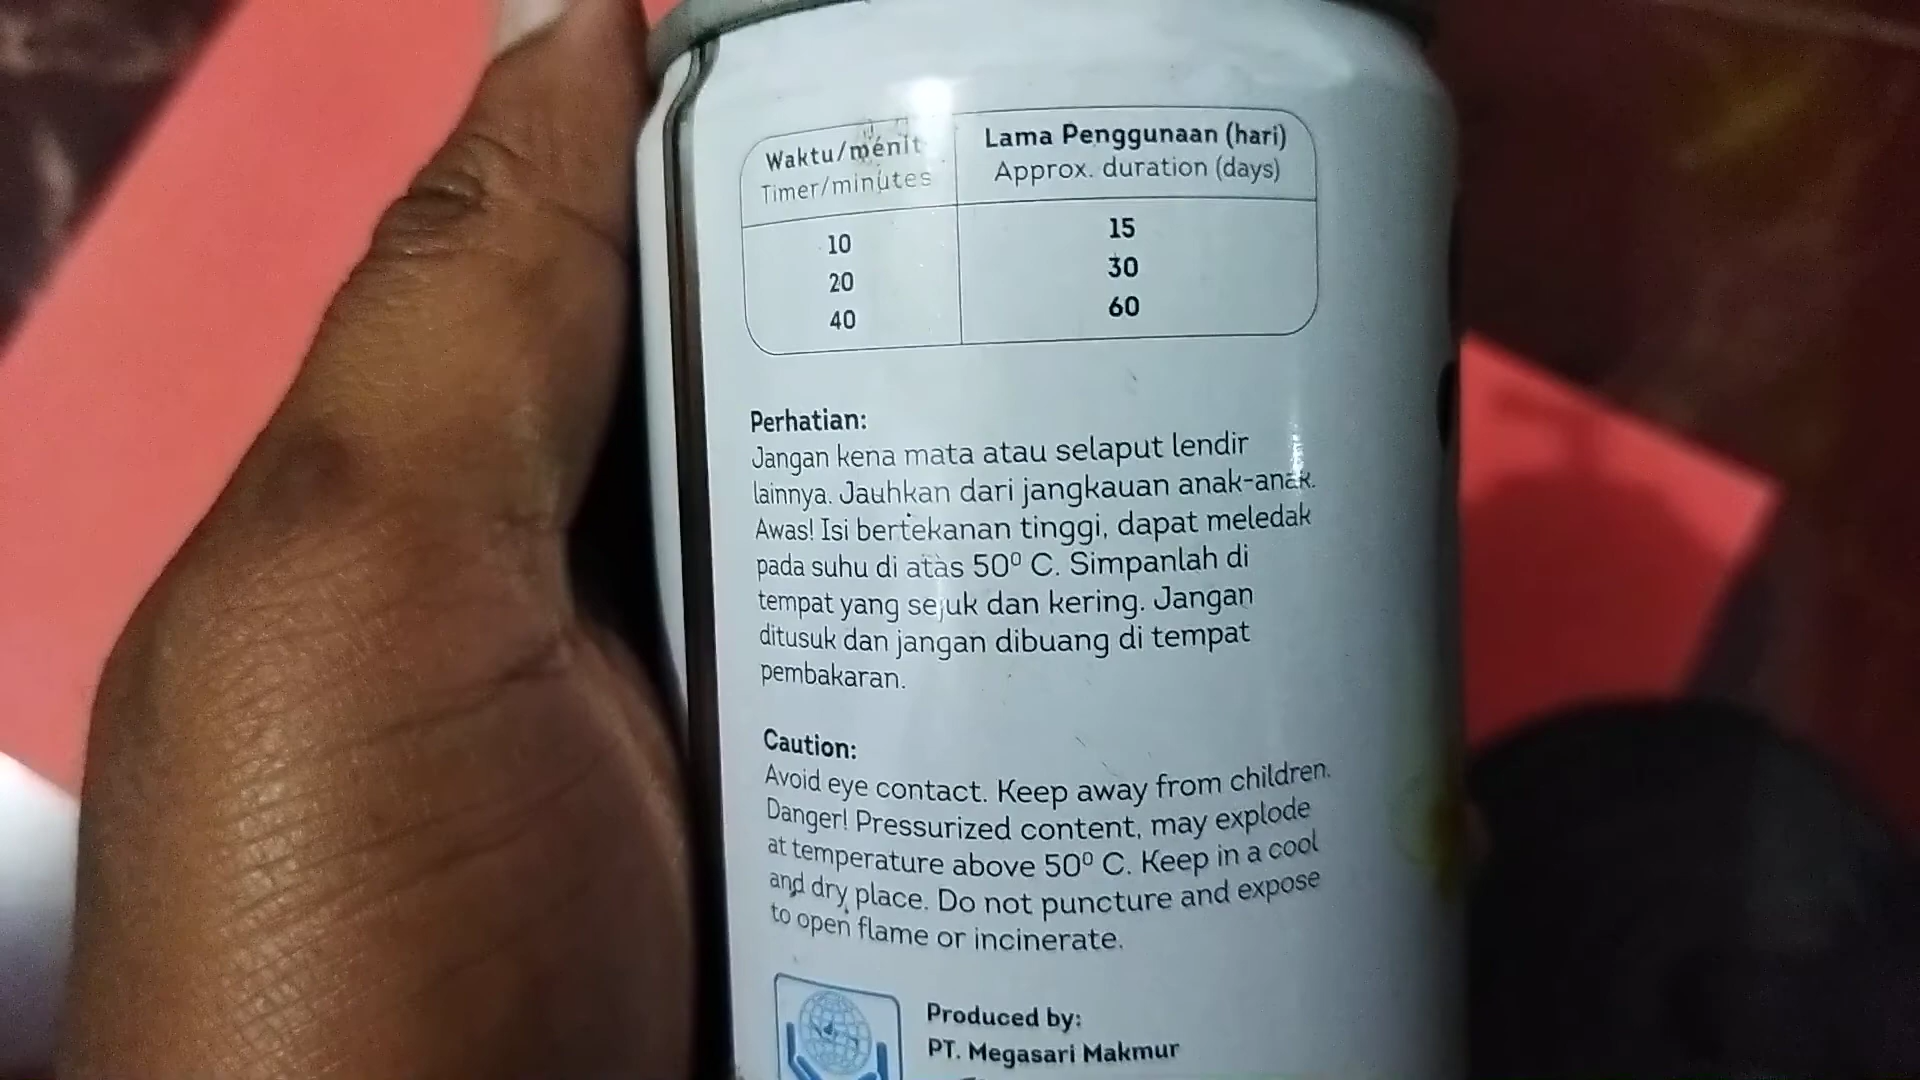 Waktu/menit
Timer/minutes
Lama Penggunaan (hari)
Approx. duration (days)
10 15
20 30
40 60
Perhatian:
Jangan kena mata atau selaput lendir
lainnya. Jauhkan dari jangkauan anak-anak.
Awas! Isi bertekanan tinggi, dapat meledak
pada suhu di atas 50⁰ C. Simpanlah di
tempat yang sejuk dan kering. Jangan
ditusuk dan jangan dibuang di tempat
pembakaran.
Caution:
Avoid eye contact. Keep away from children.
Danger! Pressurized content, may explode
at temperature above 50⁰ C. Keep in a cool
and dry place. Do not puncture and expose
to open flame or incinerate.
Produced by:
PT. Megasari Makmur